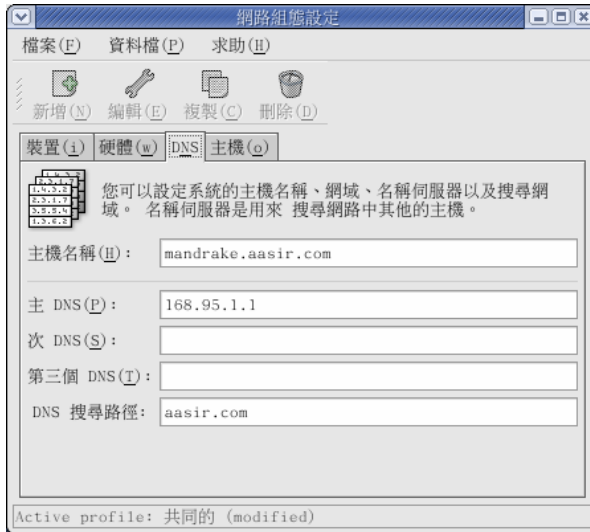 網路組態設定
檔案(F) 資料檔(P) 求助(H)
新增(N) 編輯(E) 複製(C) 刪除(D)
裝置(i) 硬體(w) DNS 主機(o)
您可以設定系統的主機名稱、網域、名稱伺服器以及搜尋網
域。 名稱伺服器是用來 搜尋網路中其他的主機。
主機名稱(H): mandrake.aasir.com
主 DNS(P): 168.95.1.1
次 DNS(S):
第三個 DNS(T):
DNS 搜尋路徑: aasir.com
Active profile: 共同的 (modified)